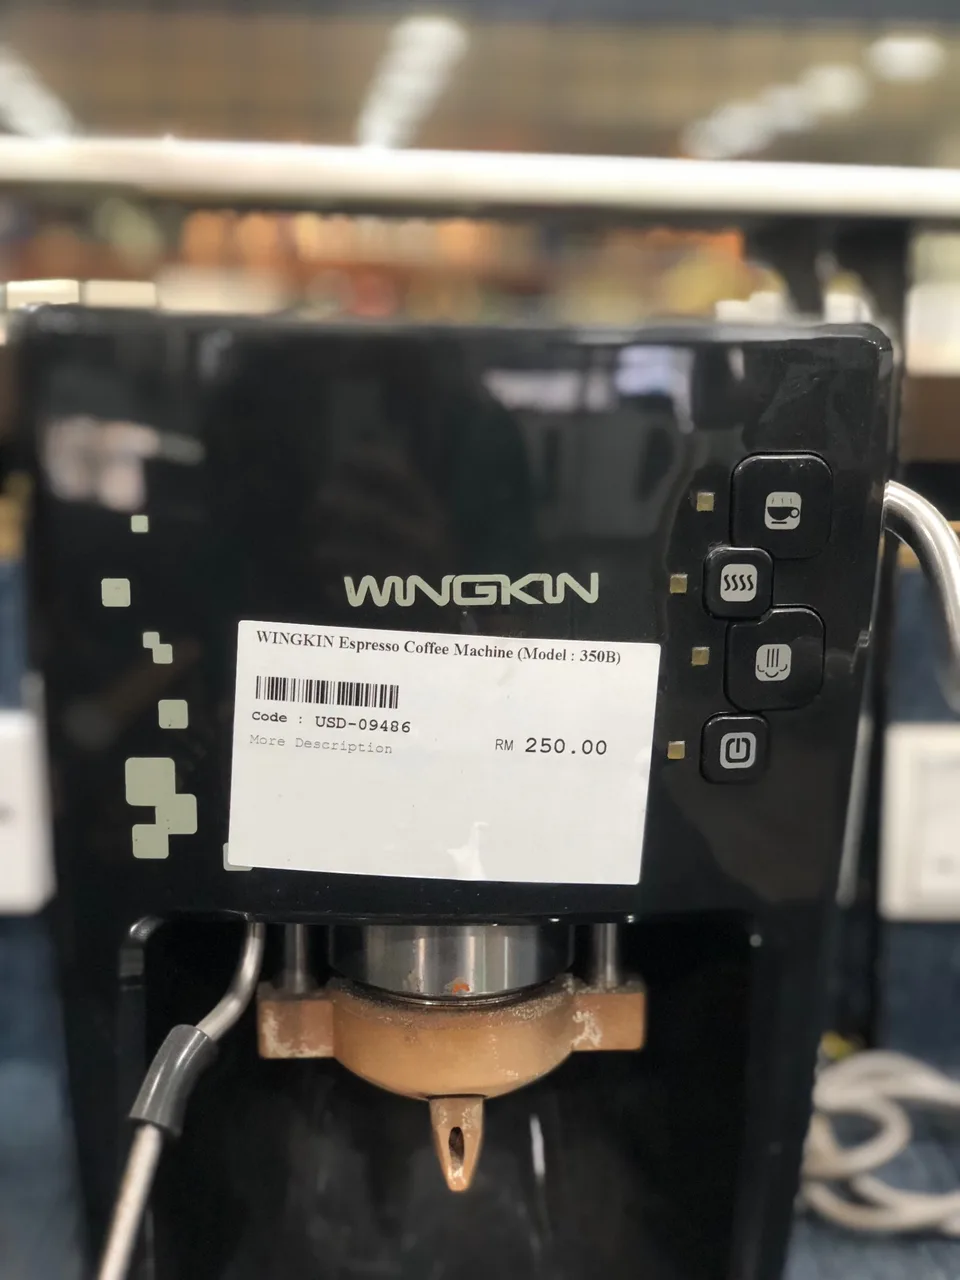 WINGKIN
WINGKIN Espresso Coffee Machine (Model : 350B)
Code : USD-09486
More Description
RM 250.00